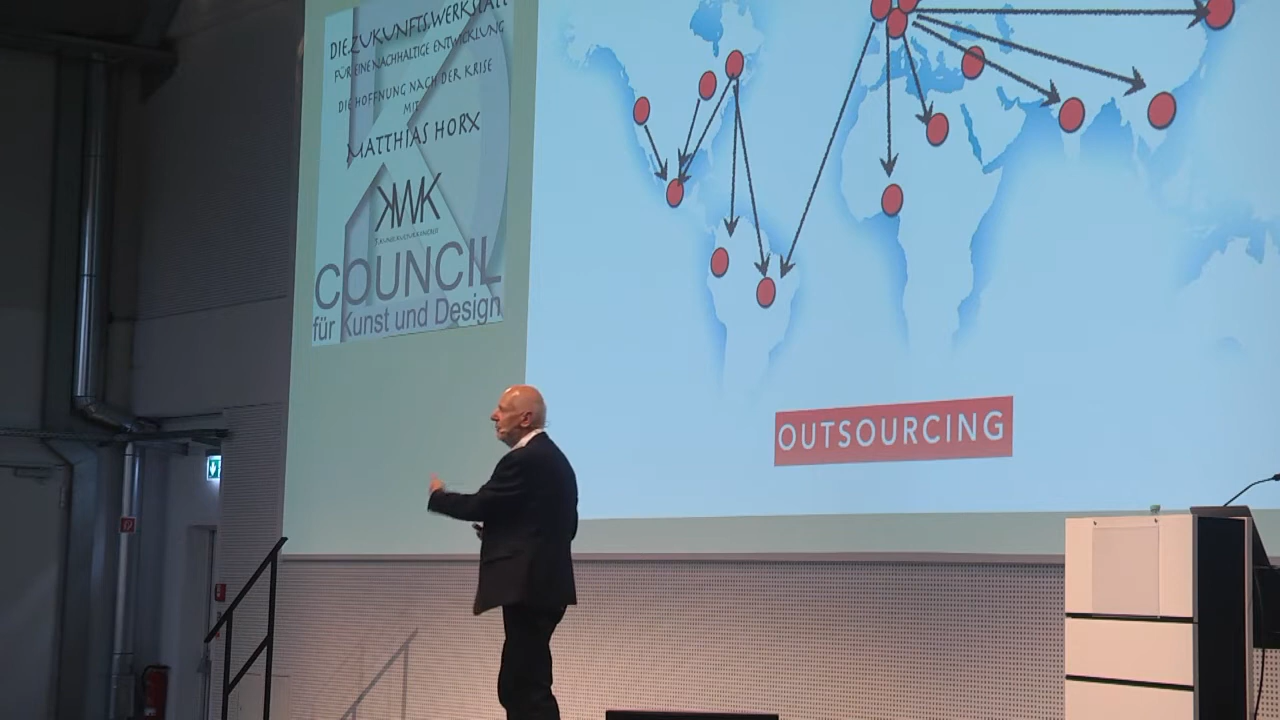 DIE ZUKUNFTSWERKSTATT
FÜR EINE NACHHALTIGE ENTWICKLUNG
DIE HOFFNUNG NACH DER KRISE
MIT
MATTHIAS HORX
KWK
COUNCIL
für Kunst und Design
OUTSOURCING